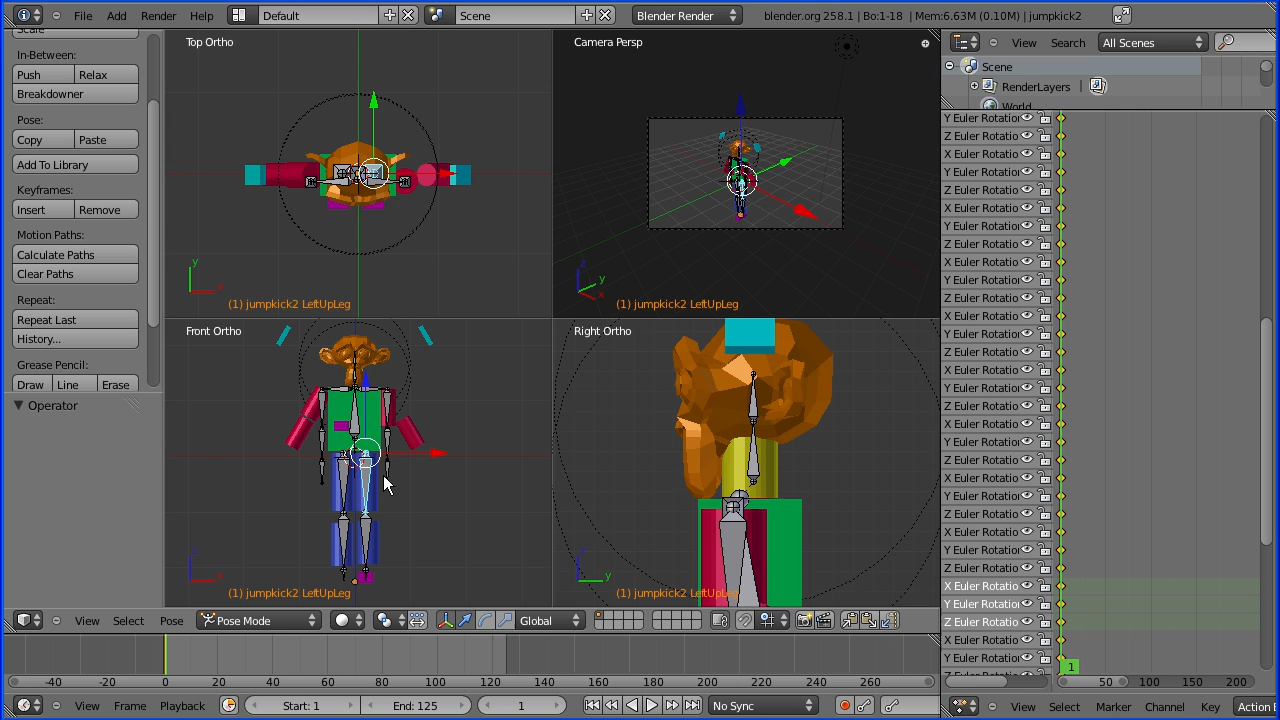 Add Render Help Default Scene Blender Render blender.org 258.1 | Bo:1-18 | Mem:6.63M (0.10M) | jumpkick2
Scale
In-Between:
Push Relax
Breakdowner
Pose:
Copy Paste
Add To Library
Keyframes:
Insert Remove
Motion Paths:
Calculate Paths
Clear Paths
Repeat:
Repeat Last
History...
Grease Pencil:
Draw Line Erase
Operator
Top Ortho
y
x
(1) jumpkick2 LeftUpLeg
Camera Persp
z
y
x
(1) jumpkick2 LeftUpLeg
Front Ortho
z
x
(1) jumpkick2 LeftUpLeg
Right Ortho
z
y
(1) jumpkick2 LeftUpLeg
View Select Pose Pose Mode Global
-40 -20 0 20 40 60 80 100 120 140 160 180 200 220 240 260
View Frame Playback Start: 1 End: 125 1 No Sync
View Search All Scenes
Scene
RenderLayers |
World
Y Euler Rotation
Z Euler Rotatio
X Euler Rotatio
Y Euler Rotatio
Z Euler Rotatio
X Euler Rotatio
Y Euler Rotatio
Z Euler Rotatio
X Euler Rotatio
Y Euler Rotatio
Z Euler Rotatio
X Euler Rotatio
Y Euler Rotatio
Z Euler Rotatio
X Euler Rotatio
Y Euler Rotatio
Z Euler Rotatio
X Euler Rotatio
Y Euler Rotatio
Z Euler Rotatio
X Euler Rotatio
Y Euler Rotatio
Z Euler Rotatio
X Euler Rotatio
Y Euler Rotatio
Z Euler Rotatio
X Euler Rotatio
Y Euler Rotatio
Z Euler Rotatio
X Euler Rotatio
Y Euler Rotatio
Z Euler Rotatio
1
50 100 150 200
View Select Marker Channel Key Action